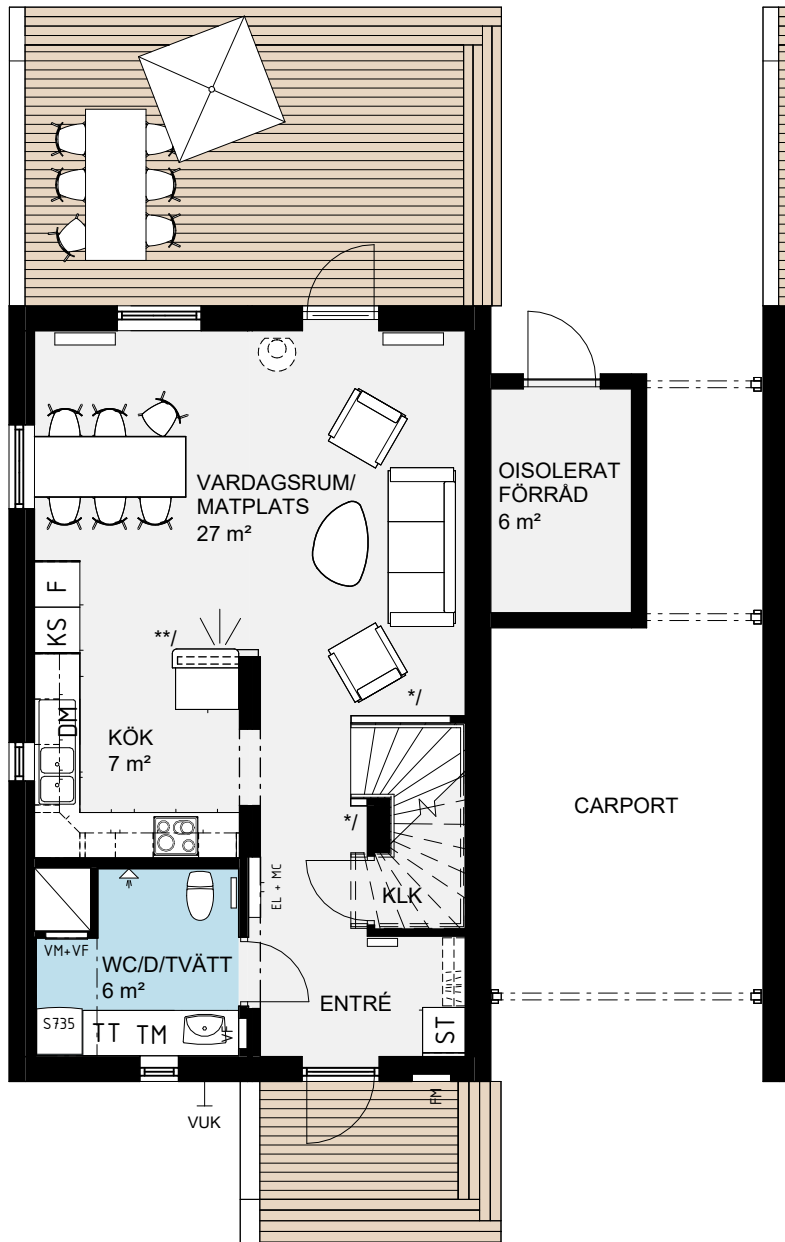 VARDAGSRUM/
MATPLATS
27 m²
OISOLERAT
FÖRRÅD
6 m²
F
KS
**/
*/
DM
KÖK
7 m²
CARPORT
*/
EL + MC
KLK
VM+VF
WC/D/TVÄTT
6 m²
ENTRÉ
S735
TT
TM
VF
ST
FM
VUK